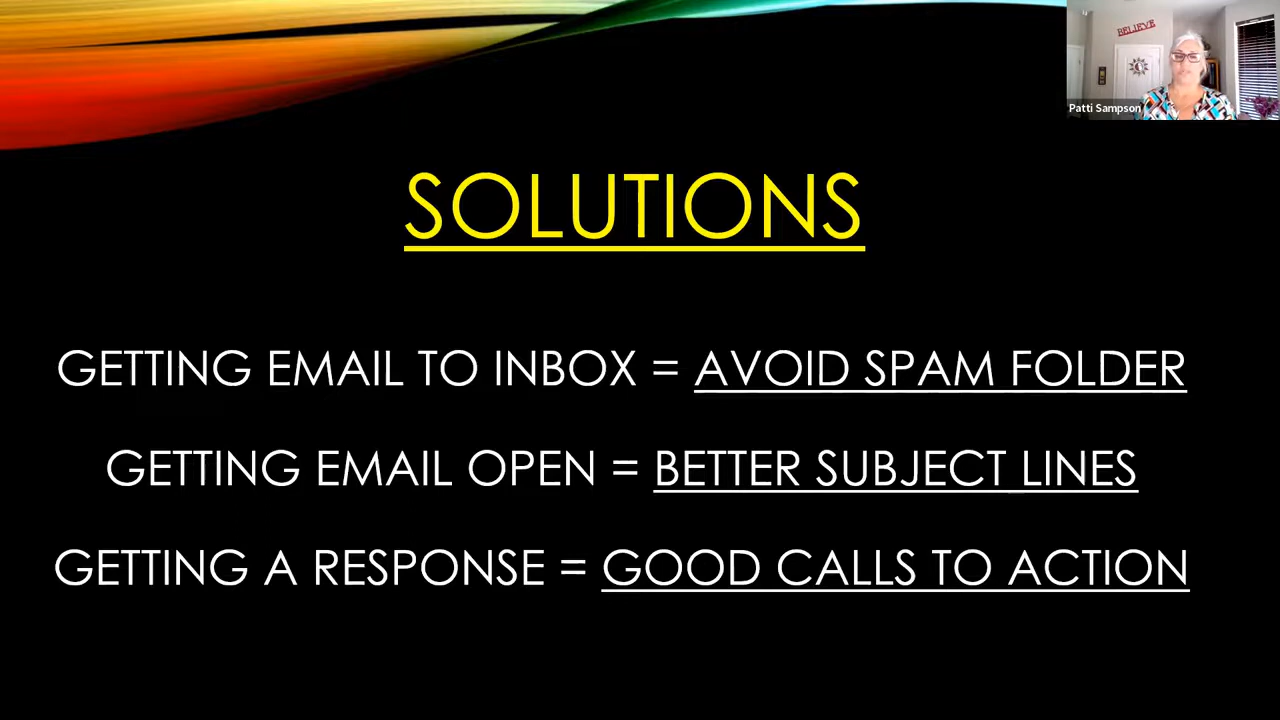 BELIEVE
Patti Sampson
SOLUTIONS
GETTING EMAIL TO INBOX = AVOID SPAM FOLDER
GETTING EMAIL OPEN = BETTER SUBJECT LINES
GETTING A RESPONSE = GOOD CALLS TO ACTION